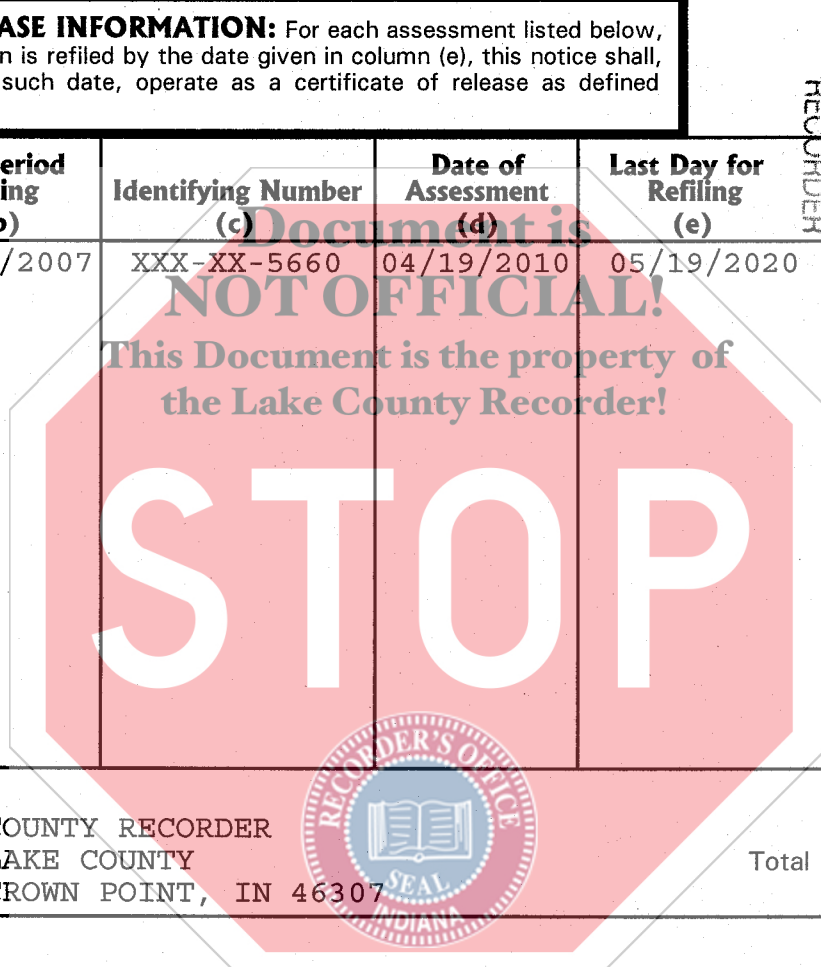 ASE INFORMATION: For each assessment listed below,
n is refiled by the date given in column (e), this notice shall,
such date, operate as a certificate of release as defined
RECORDER
eriod
ing
Identifying Number
(c)
Date of
Assessment
(d)
Last Day for
Refiling
(e)
/2007 XXX-XX-5660 04/19/2010 05/19/2020
Document is
NOT OFFICIAL!
This Document is the property of
the Lake County Recorder!
STOP
RECORDER'S OFFICE
SEAL
INDIANA
OUNTY RECORDER
AKE COUNTY
ROWN POINT, IN 46307
Total